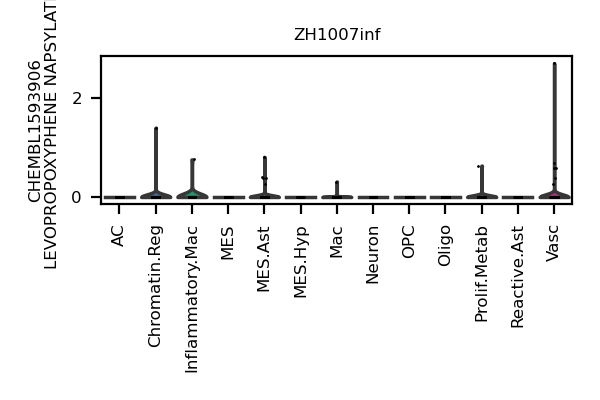 ZH1007inf
CHEMBL1593906
LEVOPROPOXYPHENE NAPSYLAT
2
0
AC
Chromatin.Reg
Inflammatory.Mac
MES
MES.Ast
MES.Hyp
Mac
Neuron
OPC
Oligo
Prolif.Metab
Reactive.Ast
Vasc